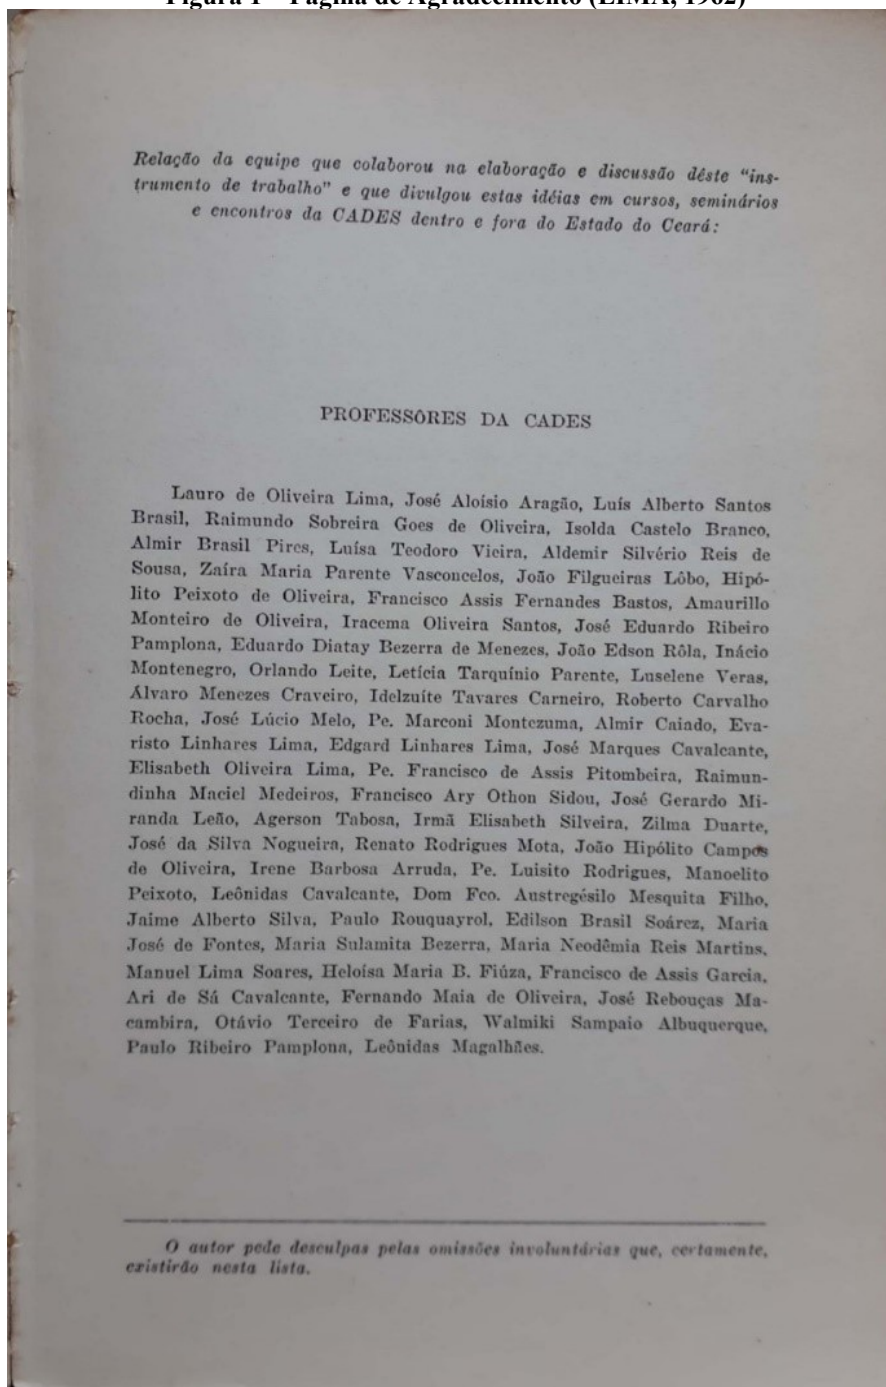 Figura 1 – Página de Agradecimento (LIMA, 1962)
Relação da equipe que colaborou na elaboração e discussão dêste “ins-
trumento de trabalho” e que divulgou estas idéias em cursos, seminários
e encontros da CADES dentro e fora do Estado do Ceará:
PROFESSÔRES DA CADES
Lauro de Oliveira Lima, José Aloísio Aragão, Luís Alberto Santos
Brasil, Raimundo Sobreira Goes de Oliveira, Isolda Castelo Branco,
Almir Brasil Pires, Luísa Teodoro Vieira, Aldemir Silvério Reis de
Sousa, Zaíra Maria Parente Vasconcelos, João Filgueiras Lôbo, Hipó-
lito Peixoto de Oliveira, Francisco Assis Fernandes Bastos, Amaurillo
Monteiro de Oliveira, Iracema Oliveira Santos, José Eduardo Ribeiro
Pamplona, Eduardo Diatay Bezerra de Menezes, João Edson Rôla, Inácio
Montenegro, Orlando Leite, Letícia Tarquínio Parente, Luselene Veras,
Álvaro Menezes Craveiro, Idelzuíte Tavares Carneiro, Roberto Carvalho
Rocha, José Lúcio Melo, Pe. Marconi Montezuma, Almir Caiado, Eva-
risto Linhares Lima, Edgard Linhares Lima, José Marques Cavalcante,
Elisabeth Oliveira Lima, Pe. Francisco de Assis Pitombeira, Raimun-
dinha Maciel Medeiros, Francisco Ary Othon Sidou, José Gerardo Mi-
randa Leão, Agerson Tabosa, Irmã Elisabeth Silveira, Zilma Duarte,
José da Silva Nogueira, Renato Rodrigues Mota, João Hipólito Campos
de Oliveira, Irene Barbosa Arruda, Pe. Luisito Rodrigues, Manoelito
Peixoto, Leônidas Cavalcante, Dom Fco. Austregésilo Mesquita Filho,
Jaime Alberto Silva, Paulo Rouquayrol, Edilson Brasil Soárez, Maria
José de Fontes, Maria Sulamita Bezerra, Maria Neodêmia Reis Martins,
Manuel Lima Soares, Heloísa Maria B. Fiúza, Francisco de Assis Garcia,
Ari de Sá Cavalcante, Fernando Maia de Oliveira, José Rebouças Ma-
cambira, Otávio Terceiro de Farias, Walmiki Sampaio Albuquerque,
Paulo Ribeiro Pamplona, Leônidas Magalhães.
O autor pede desculpas pelas omissões involuntárias que, certamente,
existirão nesta lista.